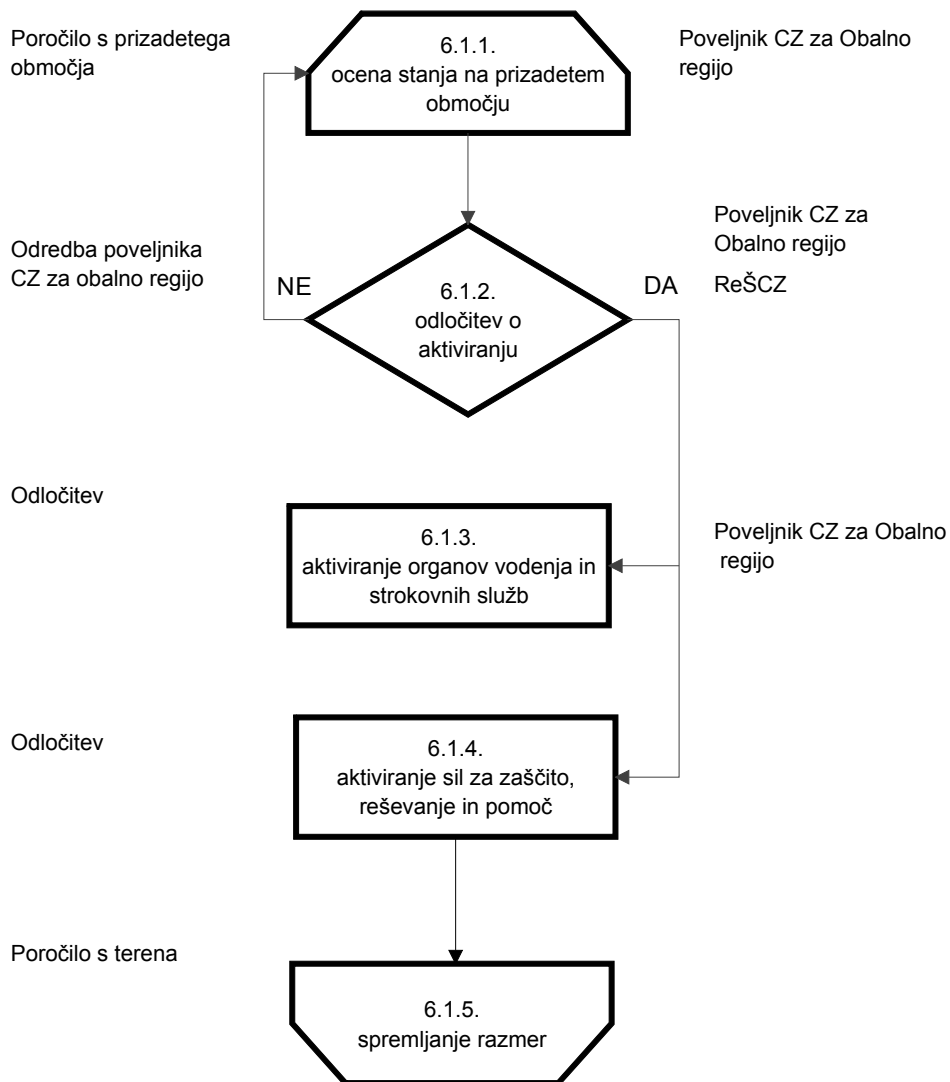 Poročilo s prizadetega
območja
6.1.1.
ocena stanja na prizadetem
območju
Poveljnik CZ za Obalno
regijo
Odredba poveljnika
CZ za obalno regijo
NE
6.1.2.
odločitev o
aktiviranju
DA
Poveljnik CZ za
Obalno regijo
ReŠCZ
Odločitev
6.1.3.
aktiviranje organov vodenja in
strokovnih služb
Poveljnik CZ za Obalno
regijo
Odločitev
6.1.4.
aktiviranje sil za zaščito,
reševanje in pomoč
Poročilo s terena
6.1.5.
spremljanje razmer